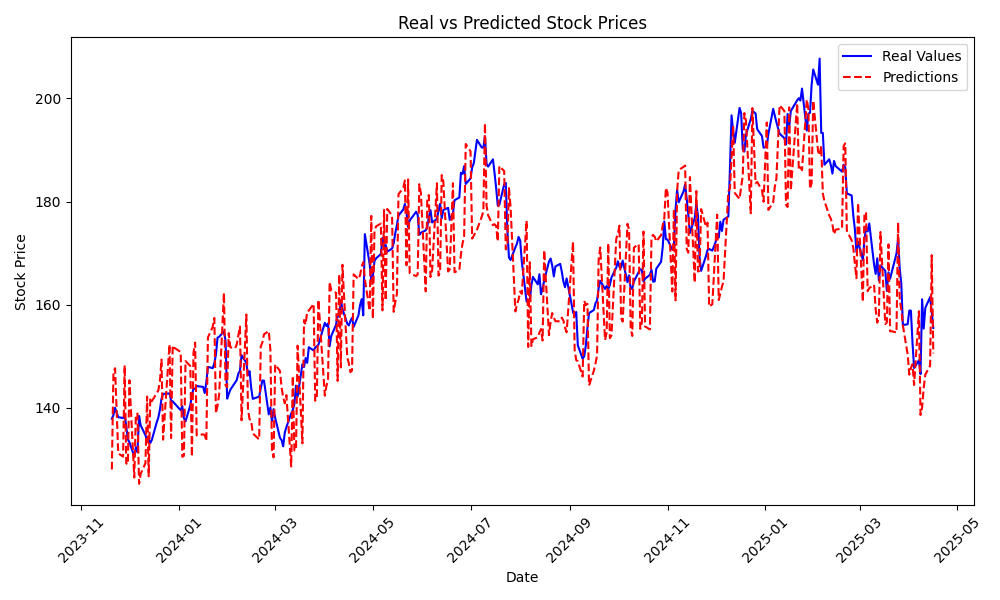 Real vs Predicted Stock Prices
Real Values
Predictions
Stock Price
200
180
160
140
2023-11
2024-01
2024-03
2024-05
2024-07
2024-09
2024-11
2025-01
2025-03
2025-05
Date